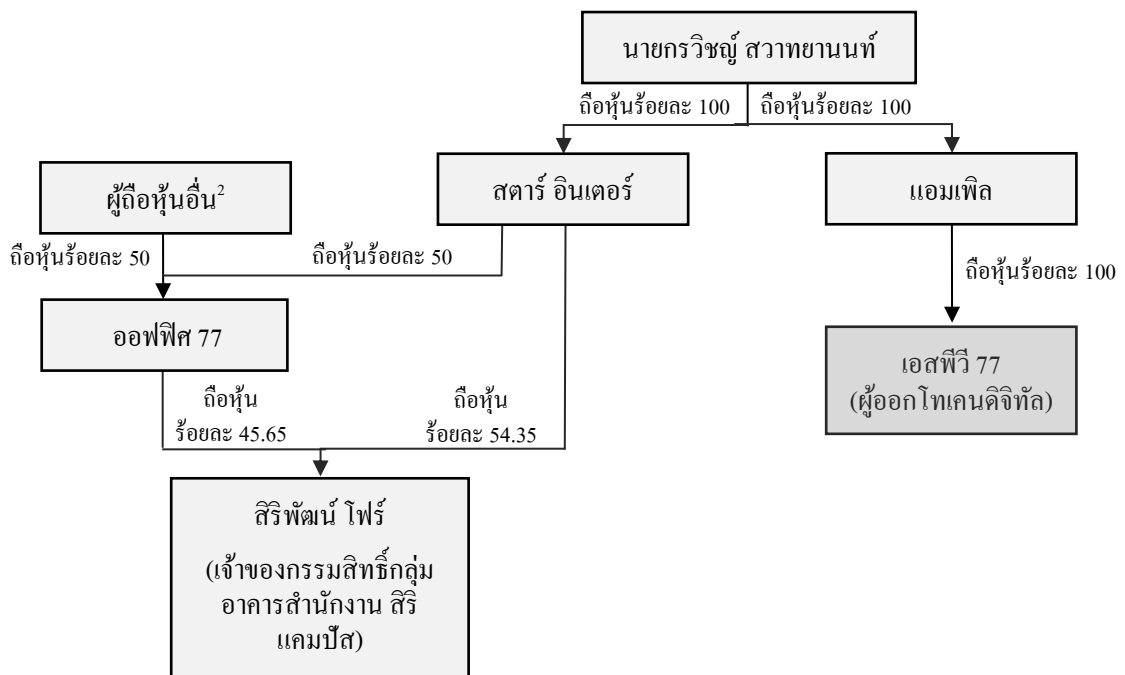 นายกรวิชญ์ สวาทยานนท์
ถือหุ้นร้อยละ 100
ถือหุ้นร้อยละ 100
ผู้ถือหุ้นอื่น2
สตาร์ อินเตอร์
แอมเพิล
ถือหุ้นร้อยละ 50
ถือหุ้นร้อยละ 50
ถือหุ้นร้อยละ 100
ออฟฟิศ 77
เอสพีวี 77
(ผู้ออกโทเคนดิจิทัล)
ถือหุ้น
ร้อยละ 45.65
ถือหุ้น
ร้อยละ 54.35
สิริพัฒน์ โฟร์
(เจ้าของกรรมสิทธิ์กลุ่ม
อาคารสำนักงาน สิริ
แคมปัส)